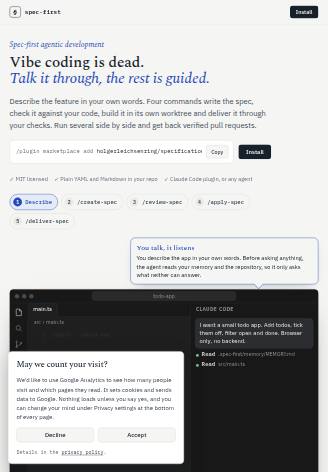 spec-first
Install
Spec-first agentic development
Vibe coding is dead.
Talk it through, the rest is guided.
Describe the feature in your own words. Four commands write the spec,
check it against your code, build it in its own worktree and deliver it through
your checks. Run several side by side and get back verified pull requests.
/plugin marketplace add holgerleichsenring/specification
Copy
Install
✓ MIT licensed ✓ Plain YAML and Markdown in your repo ✓ Claude Code plugin, or any agent
1 Describe
2 /create-spec
3 /review-spec
4 /apply-spec
5 /deliver-spec
You talk, it listens
You describe the app in your own words. Before asking anything,
the agent reads your memory and the repository, so it only asks
what neither can answer.
todo-app
main.ts
src › main.ts
CLAUDE CODE
I want a small todo app. Add todos, tick
them off, filter open and done. Browser
only, no backend.
Read .spec-first/memory/MEMORY.md
Read src/main.ts
May we count your visit?
We'd like to use Google Analytics to see how many people
visit and which pages they read. It sets cookies and sends
data to Google. Nothing loads unless you say yes, and you
can change your mind under Privacy settings at the bottom
of every page.
Decline
Accept
Details in the privacy policy.